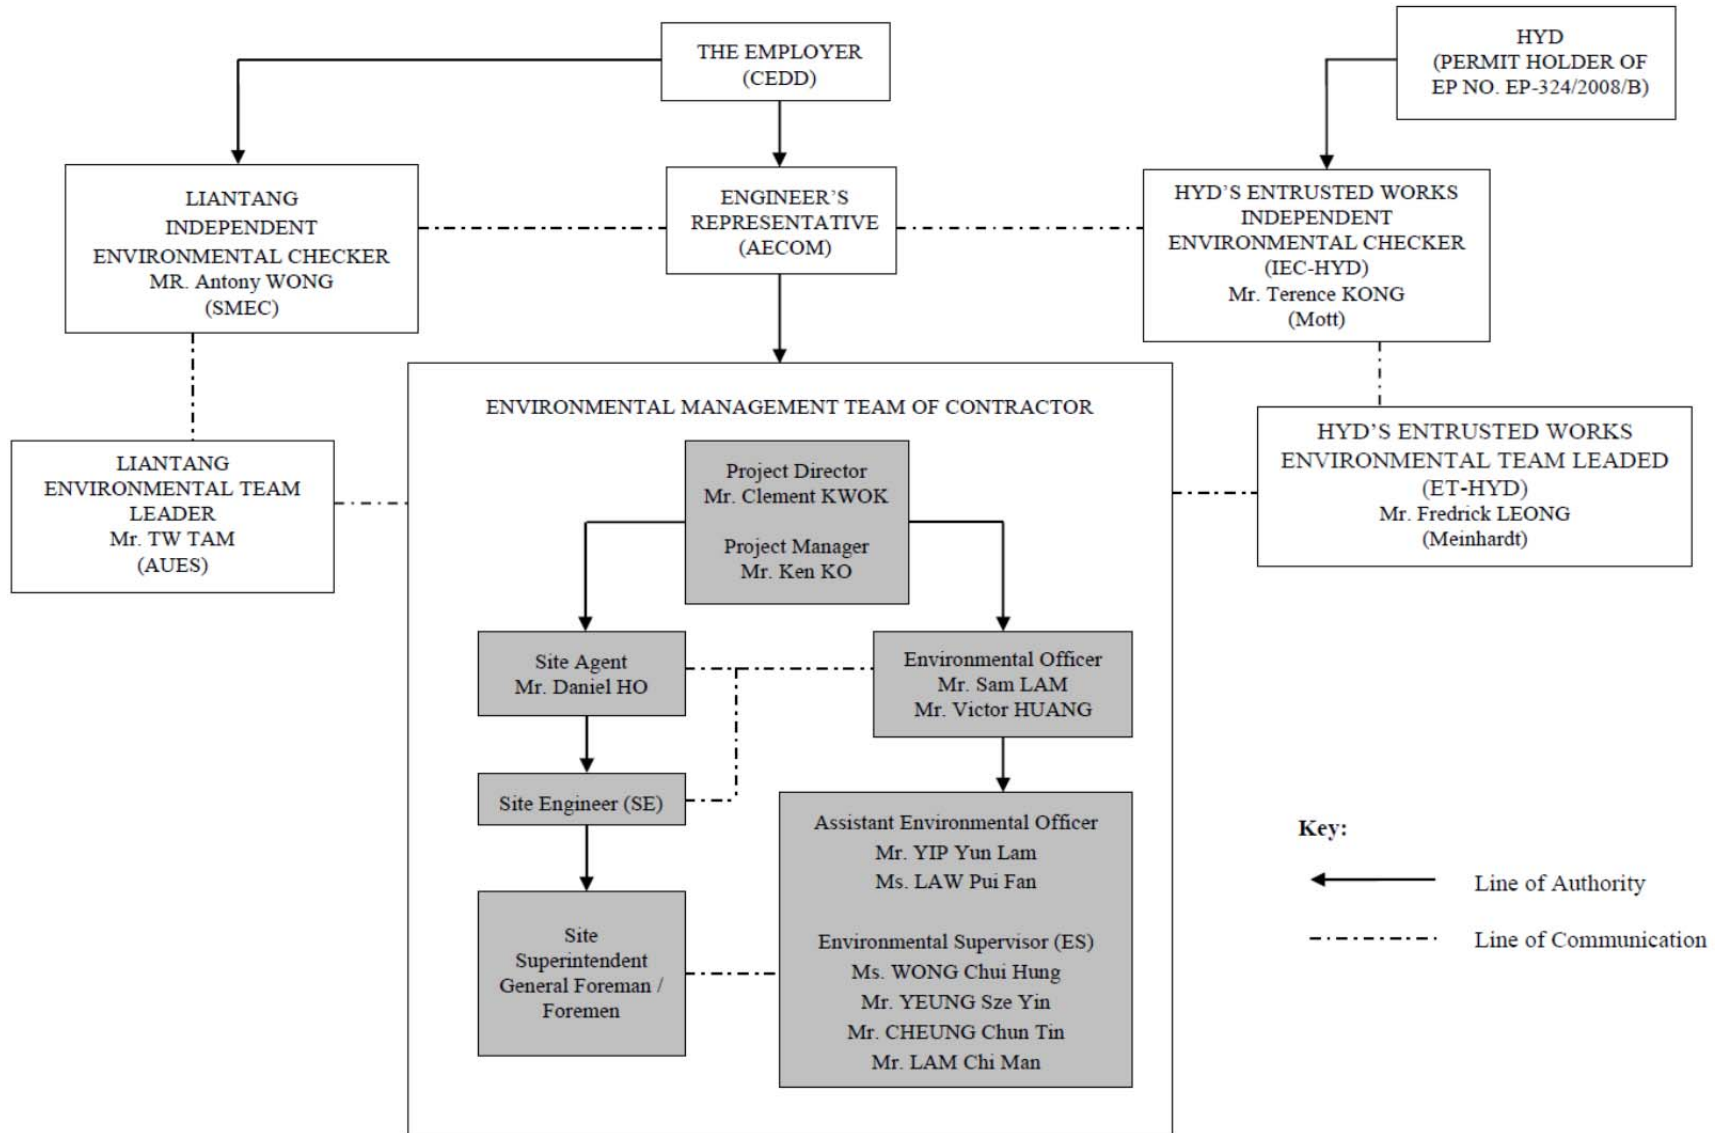 THE EMPLOYER
(CEDD)
HYD
(PERMIT HOLDER OF
EP NO. EP-324/2008/B)
LIANTANG
INDEPENDENT
ENVIRONMENTAL CHECKER
MR. Antony WONG
(SMEC)
ENGINEER’S
REPRESENTATIVE
(AECOM)
HYD’S ENTRUSTED WORKS
INDEPENDENT
ENVIRONMENTAL CHECKER
(IEC-HYD)
Mr. Terence KONG
(Mott)
LIANTANG
ENVIRONMENTAL TEAM
LEADER
Mr. TW TAM
(AUES)
ENVIRONMENTAL MANAGEMENT TEAM OF CONTRACTOR
HYD’S ENTRUSTED WORKS
ENVIRONMENTAL TEAM LEADED
(ET-HYD)
Mr. Fredrick LEONG
(Meinhardt)
Project Director
Mr. Clement KWOK
Project Manager
Mr. Ken KO
Site Agent
Mr. Daniel HO
Environmental Officer
Mr. Sam LAM
Mr. Victor HUANG
Site Engineer (SE)
Assistant Environmental Officer
Mr. YIP Yun Lam
Ms. LAW Pui Fan
Environmental Supervisor (ES)
Ms. WONG Chui Hung
Mr. YEUNG Sze Yin
Mr. CHEUNG Chun Tin
Mr. LAM Chi Man
Site
Superintendent
General Foreman /
Foremen
Key:
Line of Authority
Line of Communication